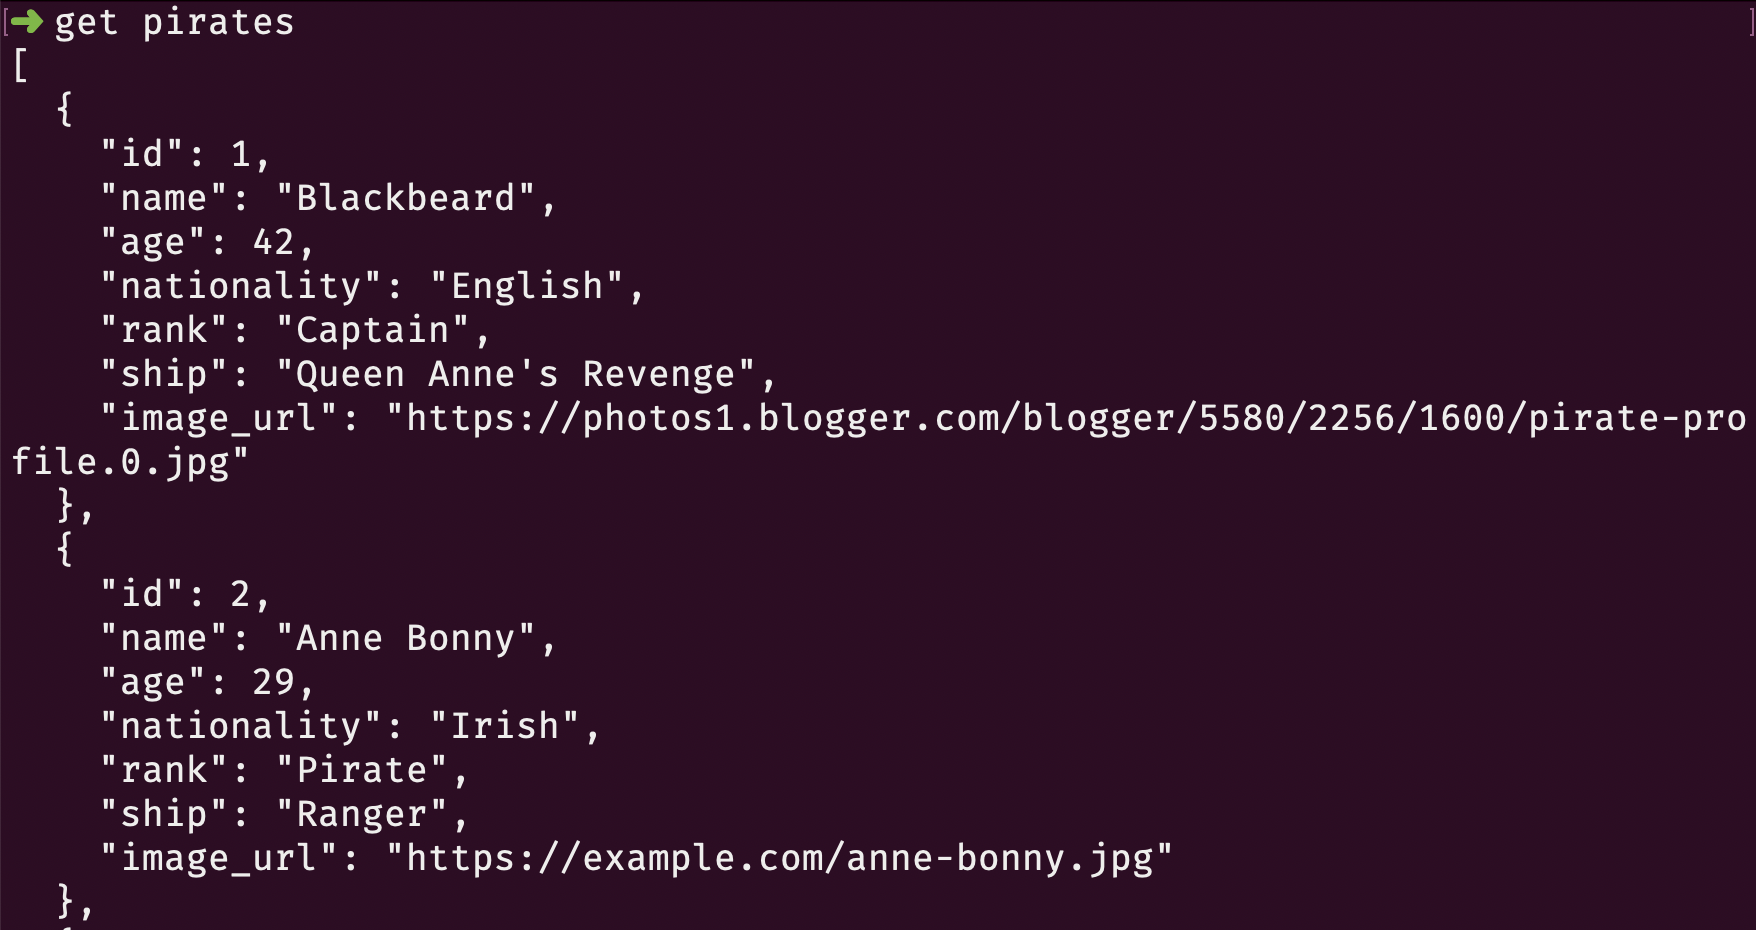 [➜ get pirates ]
[
  {
    "id": 1,
    "name": "Blackbeard",
    "age": 42,
    "nationality": "English",
    "rank": "Captain",
    "ship": "Queen Anne's Revenge",
    "image_url": "https://photos1.blogger.com/blogger/5580/2256/1600/pirate-pro
file.0.jpg"
  },
  {
    "id": 2,
    "name": "Anne Bonny",
    "age": 29,
    "nationality": "Irish",
    "rank": "Pirate",
    "ship": "Ranger",
    "image_url": "https://example.com/anne-bonny.jpg"
  },